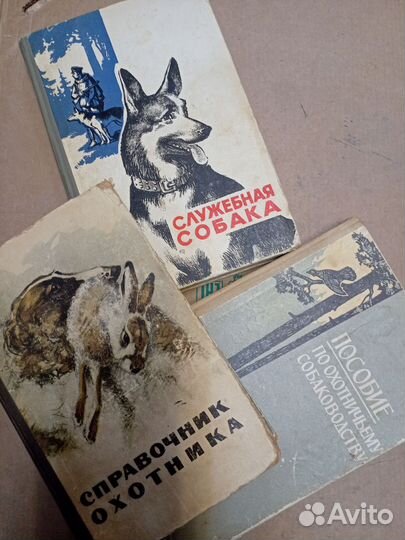 СЛУЖЕБНАЯ
СОБАКА
СПРАВОЧНИК
ОХОТНИКА
ПОСОБИЕ
ПО ОХОТНИЧЬЕМУ
СОБАКОВОДСТВУ
Avito